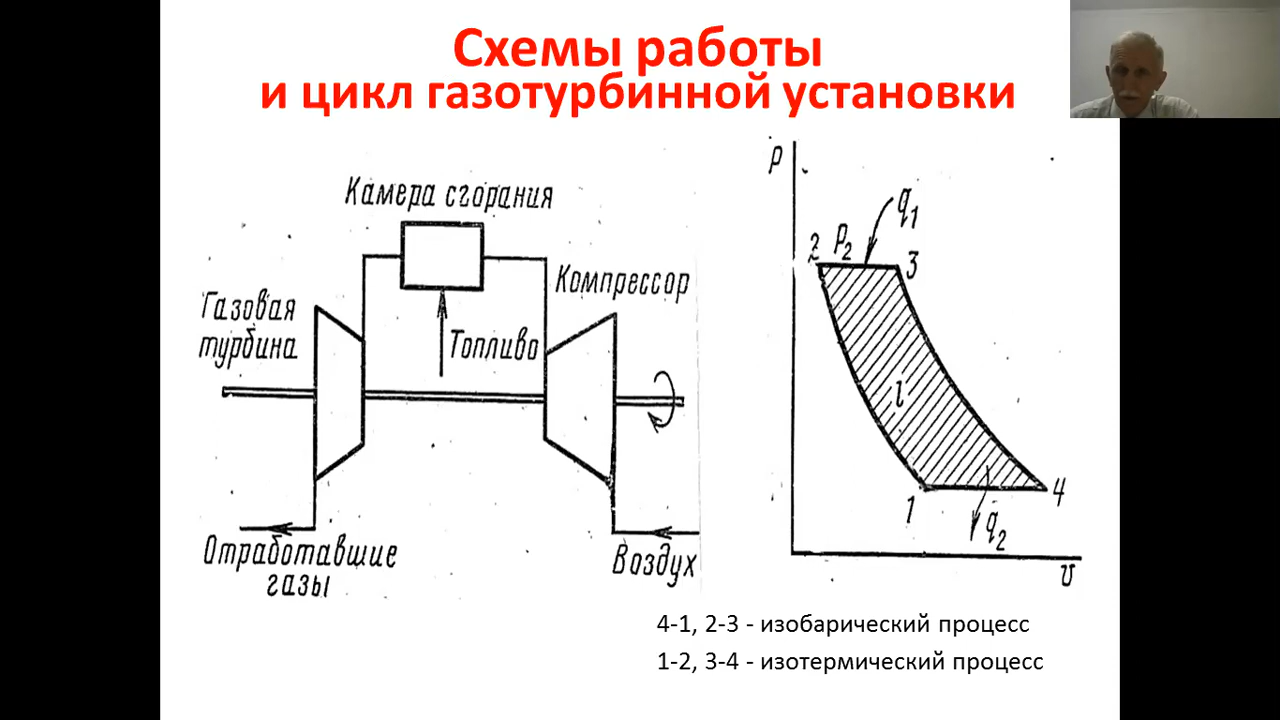 Схемы работы
и цикл газотурбинной установки
Камера сгорания
Компрессор
Газовая
турбина
Топливо
Отработавшие
газы
Воздух
p
q1
2
p2
3
l
1
4
q2
v
4-1, 2-3 - изобарический процесс
1-2, 3-4 - изотермический процесс